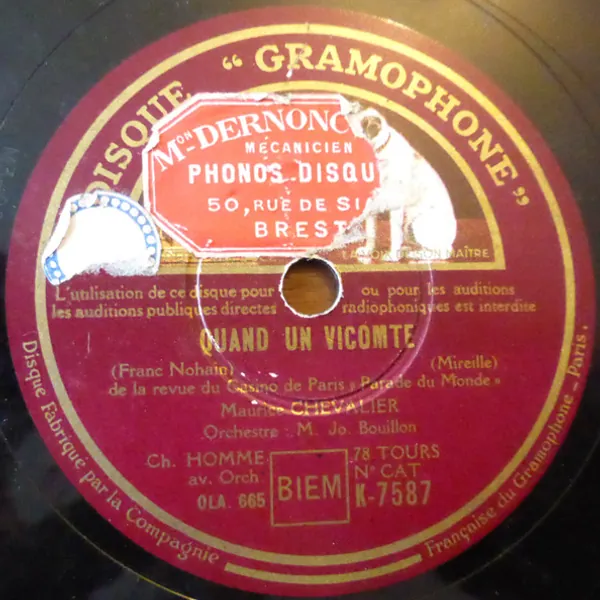 DISQUE “GRAMOPHONE”
Mon DERNONC
MÉCANICIEN
PHONOS-DISQU
50, RUE DE SI
BREST
MAÎTRE
L'utilisation de ce disque pour ou pour les auditions
les auditions publiques directes radiophoniques est interdite
QUAND UN VICOMTE
(Franc Nohain) (Mireille)
de la revue du Casino de Paris « Parade du Monde »
Maurice CHEVALIER
Orchestre : M. Jo. Bouillon
Ch. HOMME 78 TOURS
av. Orch. N° CAT.
OLA. 665 BIEM K-7587
Disque Fabriqué par la Compagnie Française du Gramophone - Paris.